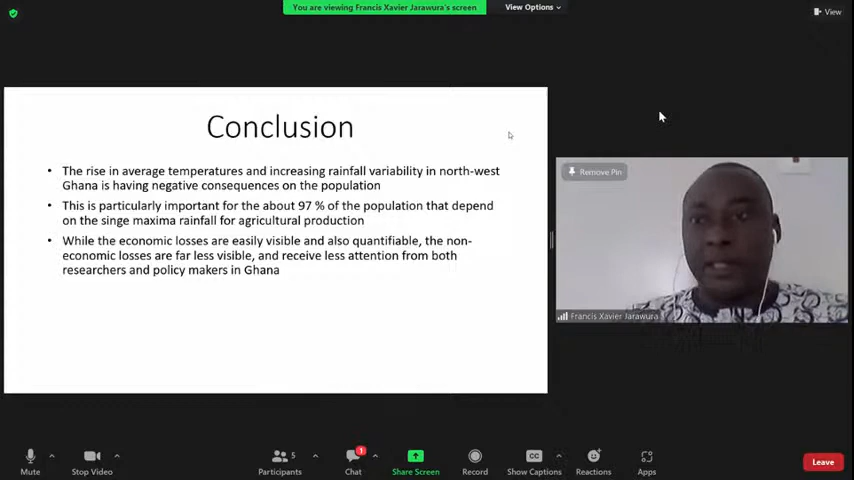 You are viewing Francis Xavier Jarawura's screen
View Options
View
Conclusion
• The rise in average temperatures and increasing rainfall variability in north-west
Ghana is having negative consequences on the population
• This is particularly important for the about 97 % of the population that depend
on the singe maxima rainfall for agricultural production
• While the economic losses are easily visible and also quantifiable, the non-
economic losses are far less visible, and receive less attention from both
researchers and policy makers in Ghana
Remove Pin
Francis Xavier Jarawura
Mute
Stop Video
5
Participants
1
Chat
Share Screen
Record
CC
Show Captions
Reactions
Apps
Leave